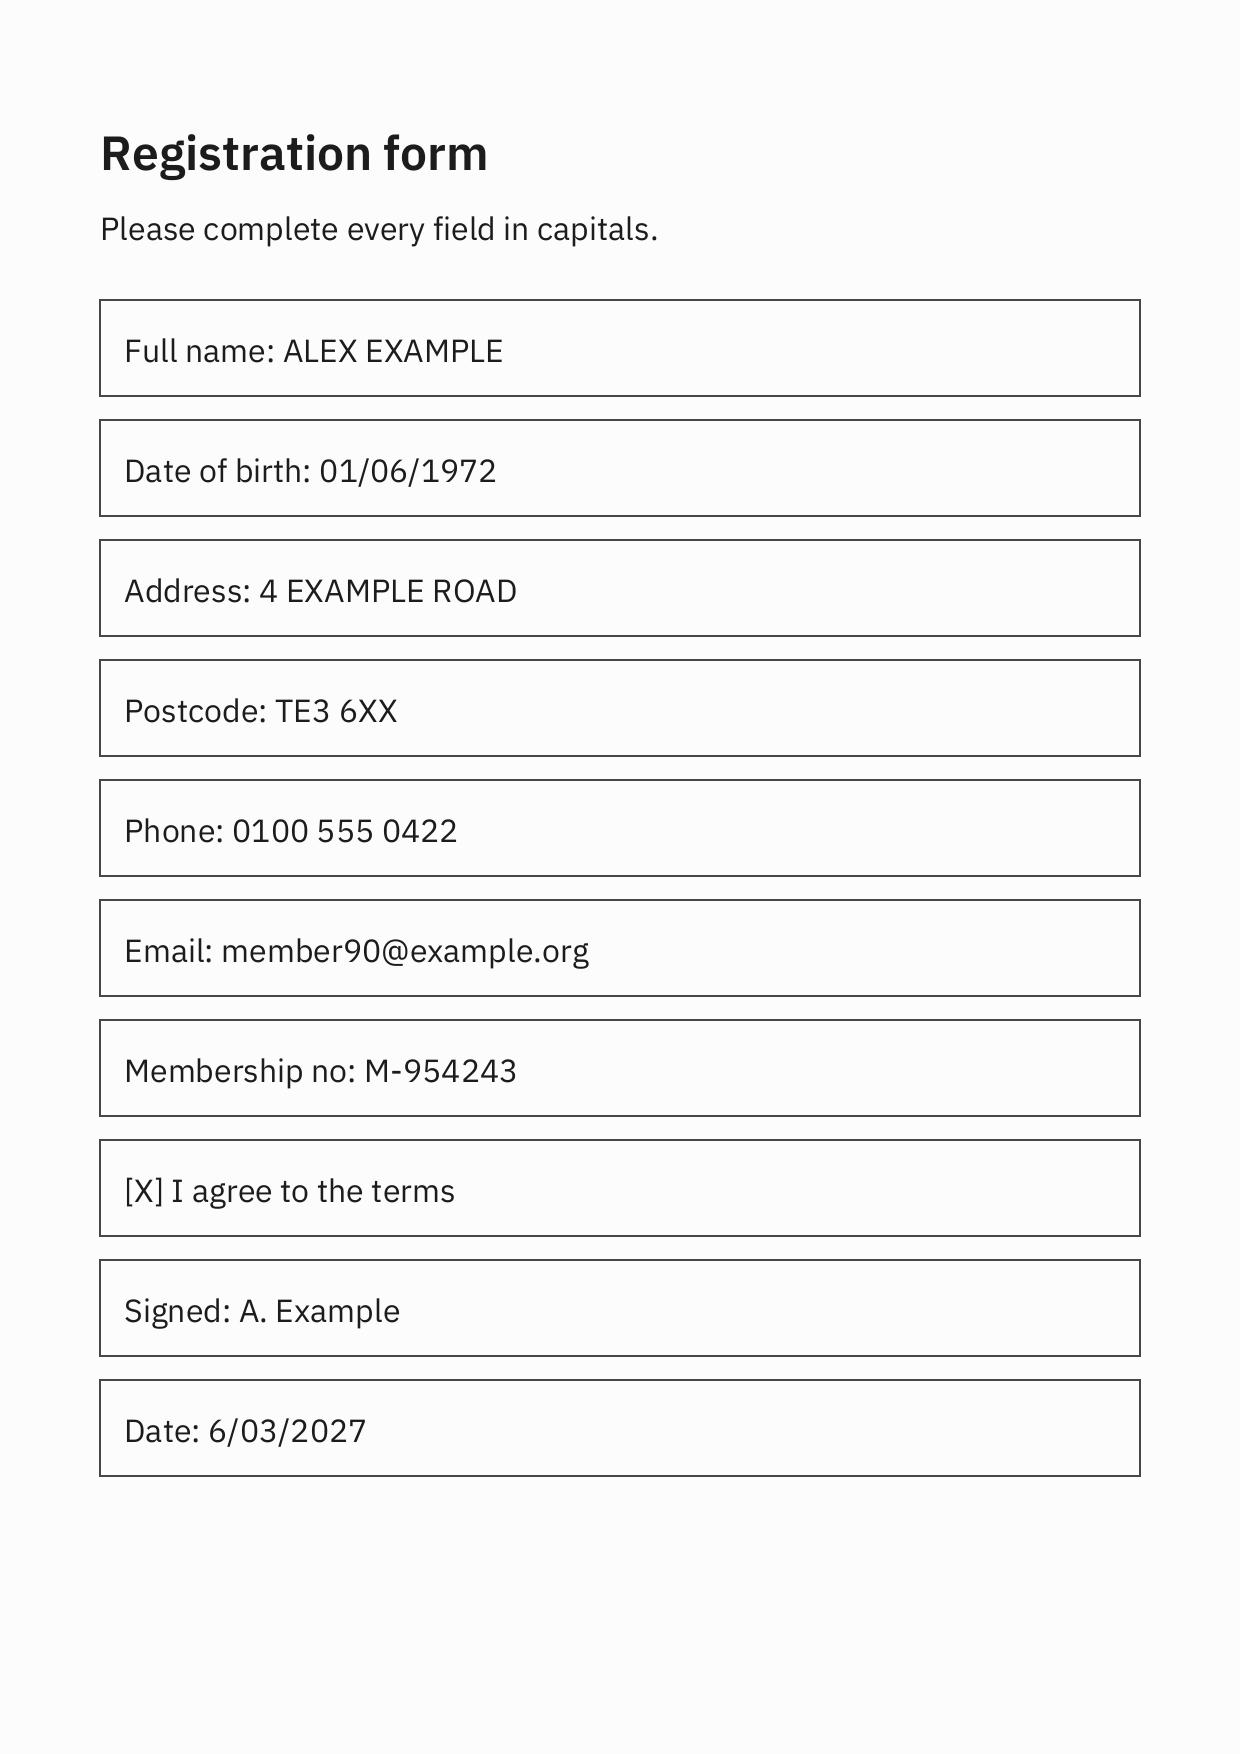 Registration form
Please complete every field in capitals.
Full name: ALEX EXAMPLE
Date of birth: 01/06/1972
Address: 4 EXAMPLE ROAD
Postcode: TE3 6XX
Phone: 0100 555 0422
Email: member90@example.org
Membership no: M-954243
[X] I agree to the terms
Signed: A. Example
Date: 6/03/2027